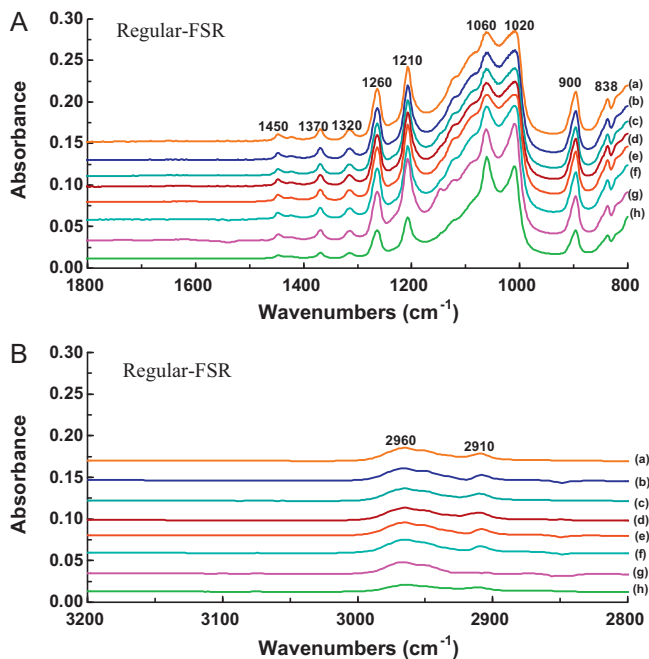 A
Regular-FSR
Absorbance
0.30
0.25
0.20
0.15
0.10
0.05
0.00
1450
1370
1320
1260
1210
1060
1020
900
838
(a)
(b)
(c)
(d)
(e)
(f)
(g)
(h)
1800
1600
1400
1200
1000
800
Wavenumbers (cm⁻¹)
B
Regular-FSR
Absorbance
0.30
0.25
0.20
0.15
0.10
0.05
0.00
2960
2910
(a)
(b)
(c)
(d)
(e)
(f)
(g)
(h)
3200
3100
3000
2900
2800
Wavenumbers (cm⁻¹)